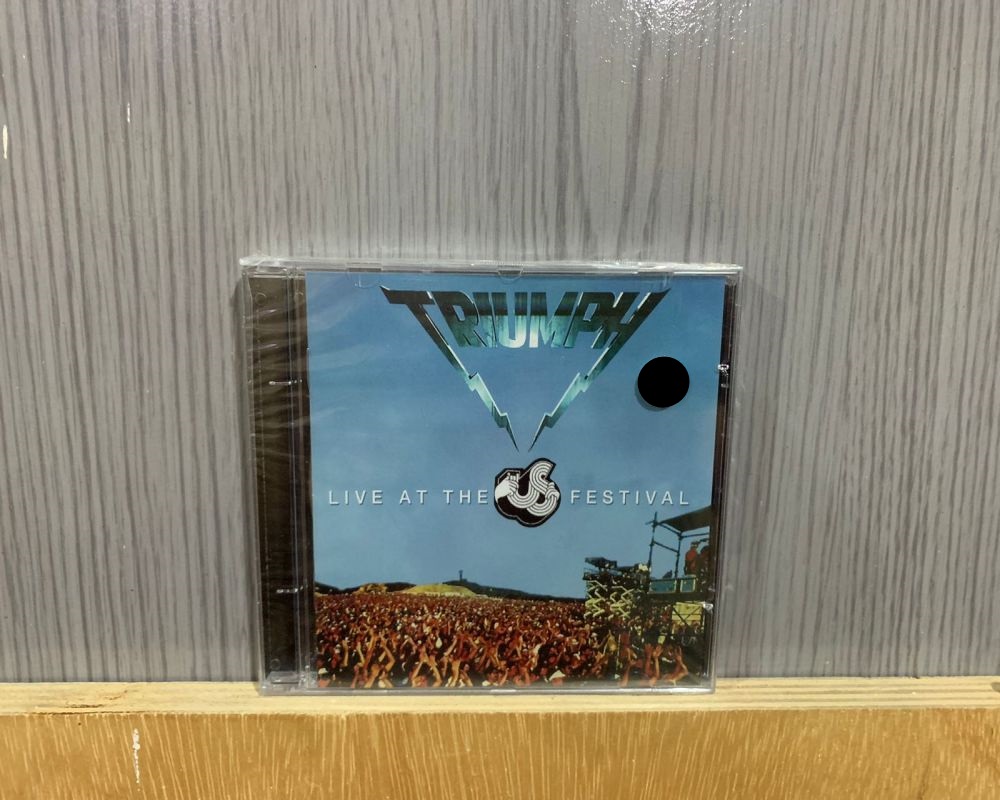 TRIUMPH
LIVE AT THE US FESTIVAL